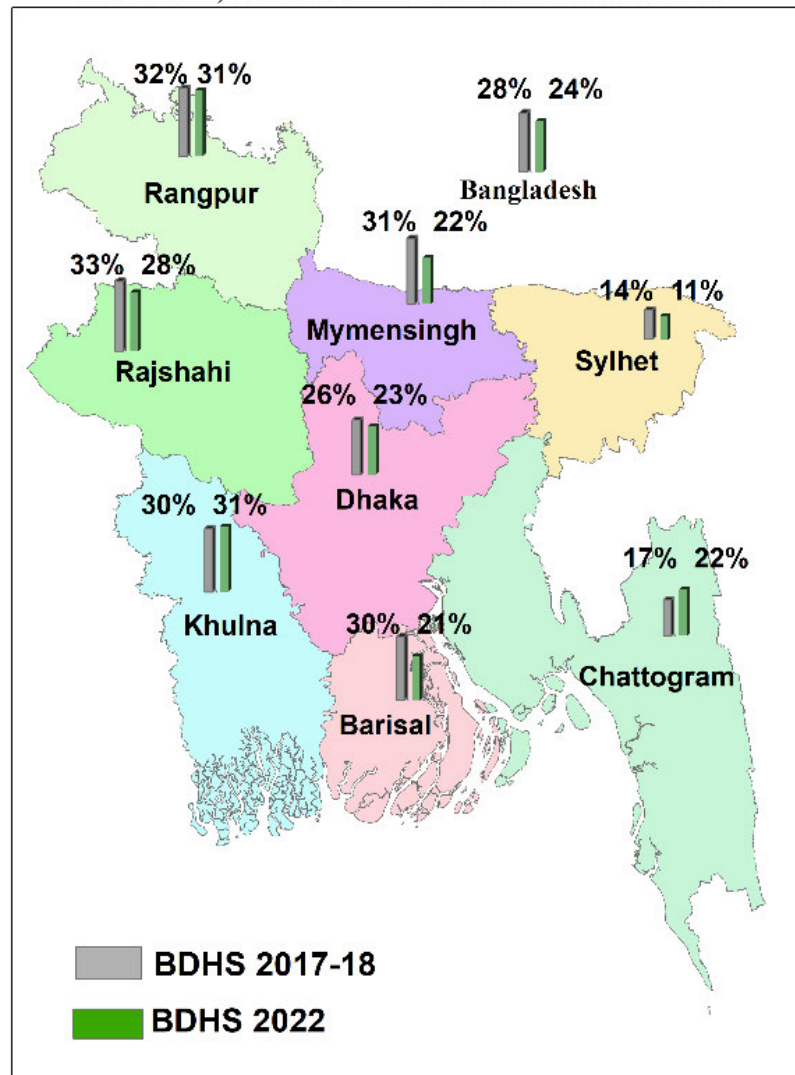 32% 31%
Rangpur
28% 24%
Bangladesh
31% 22%
Mymensingh
33% 28%
Rajshahi
14% 11%
Sylhet
26% 23%
Dhaka
30% 31%
Khulna
17% 22%
Chattogram
30% 21%
Barisal
BDHS 2017-18
BDHS 2022